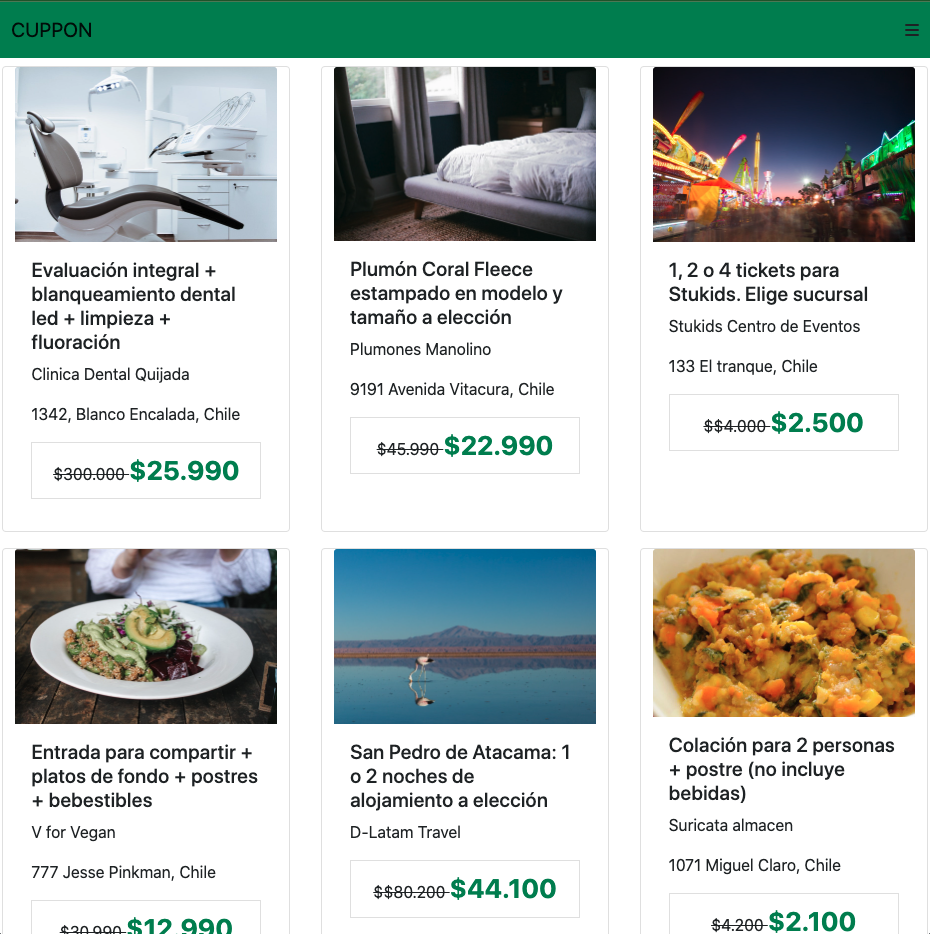 CUPPON
Evaluación integral +
blanqueamiento dental
led + limpieza +
fluoración
Clinica Dental Quijada
1342, Blanco Encalada, Chile
$300.000 $25.990
Plumón Coral Fleece
estampado en modelo y
tamaño a elección
Plumones Manolino
9191 Avenida Vitacura, Chile
$45.990 $22.990
1, 2 o 4 tickets para
Stukids. Elige sucursal
Stukids Centro de Eventos
133 El tranque, Chile
$$4.000 $2.500
Entrada para compartir +
platos de fondo + postres
+ bebestibles
V for Vegan
777 Jesse Pinkman, Chile
$30.990 $12.990
San Pedro de Atacama: 1
o 2 noches de
alojamiento a elección
D-Latam Travel
$$80.200 $44.100
Colación para 2 personas
+ postre (no incluye
bebidas)
Suricata almacen
1071 Miguel Claro, Chile
$4.200 $2.100